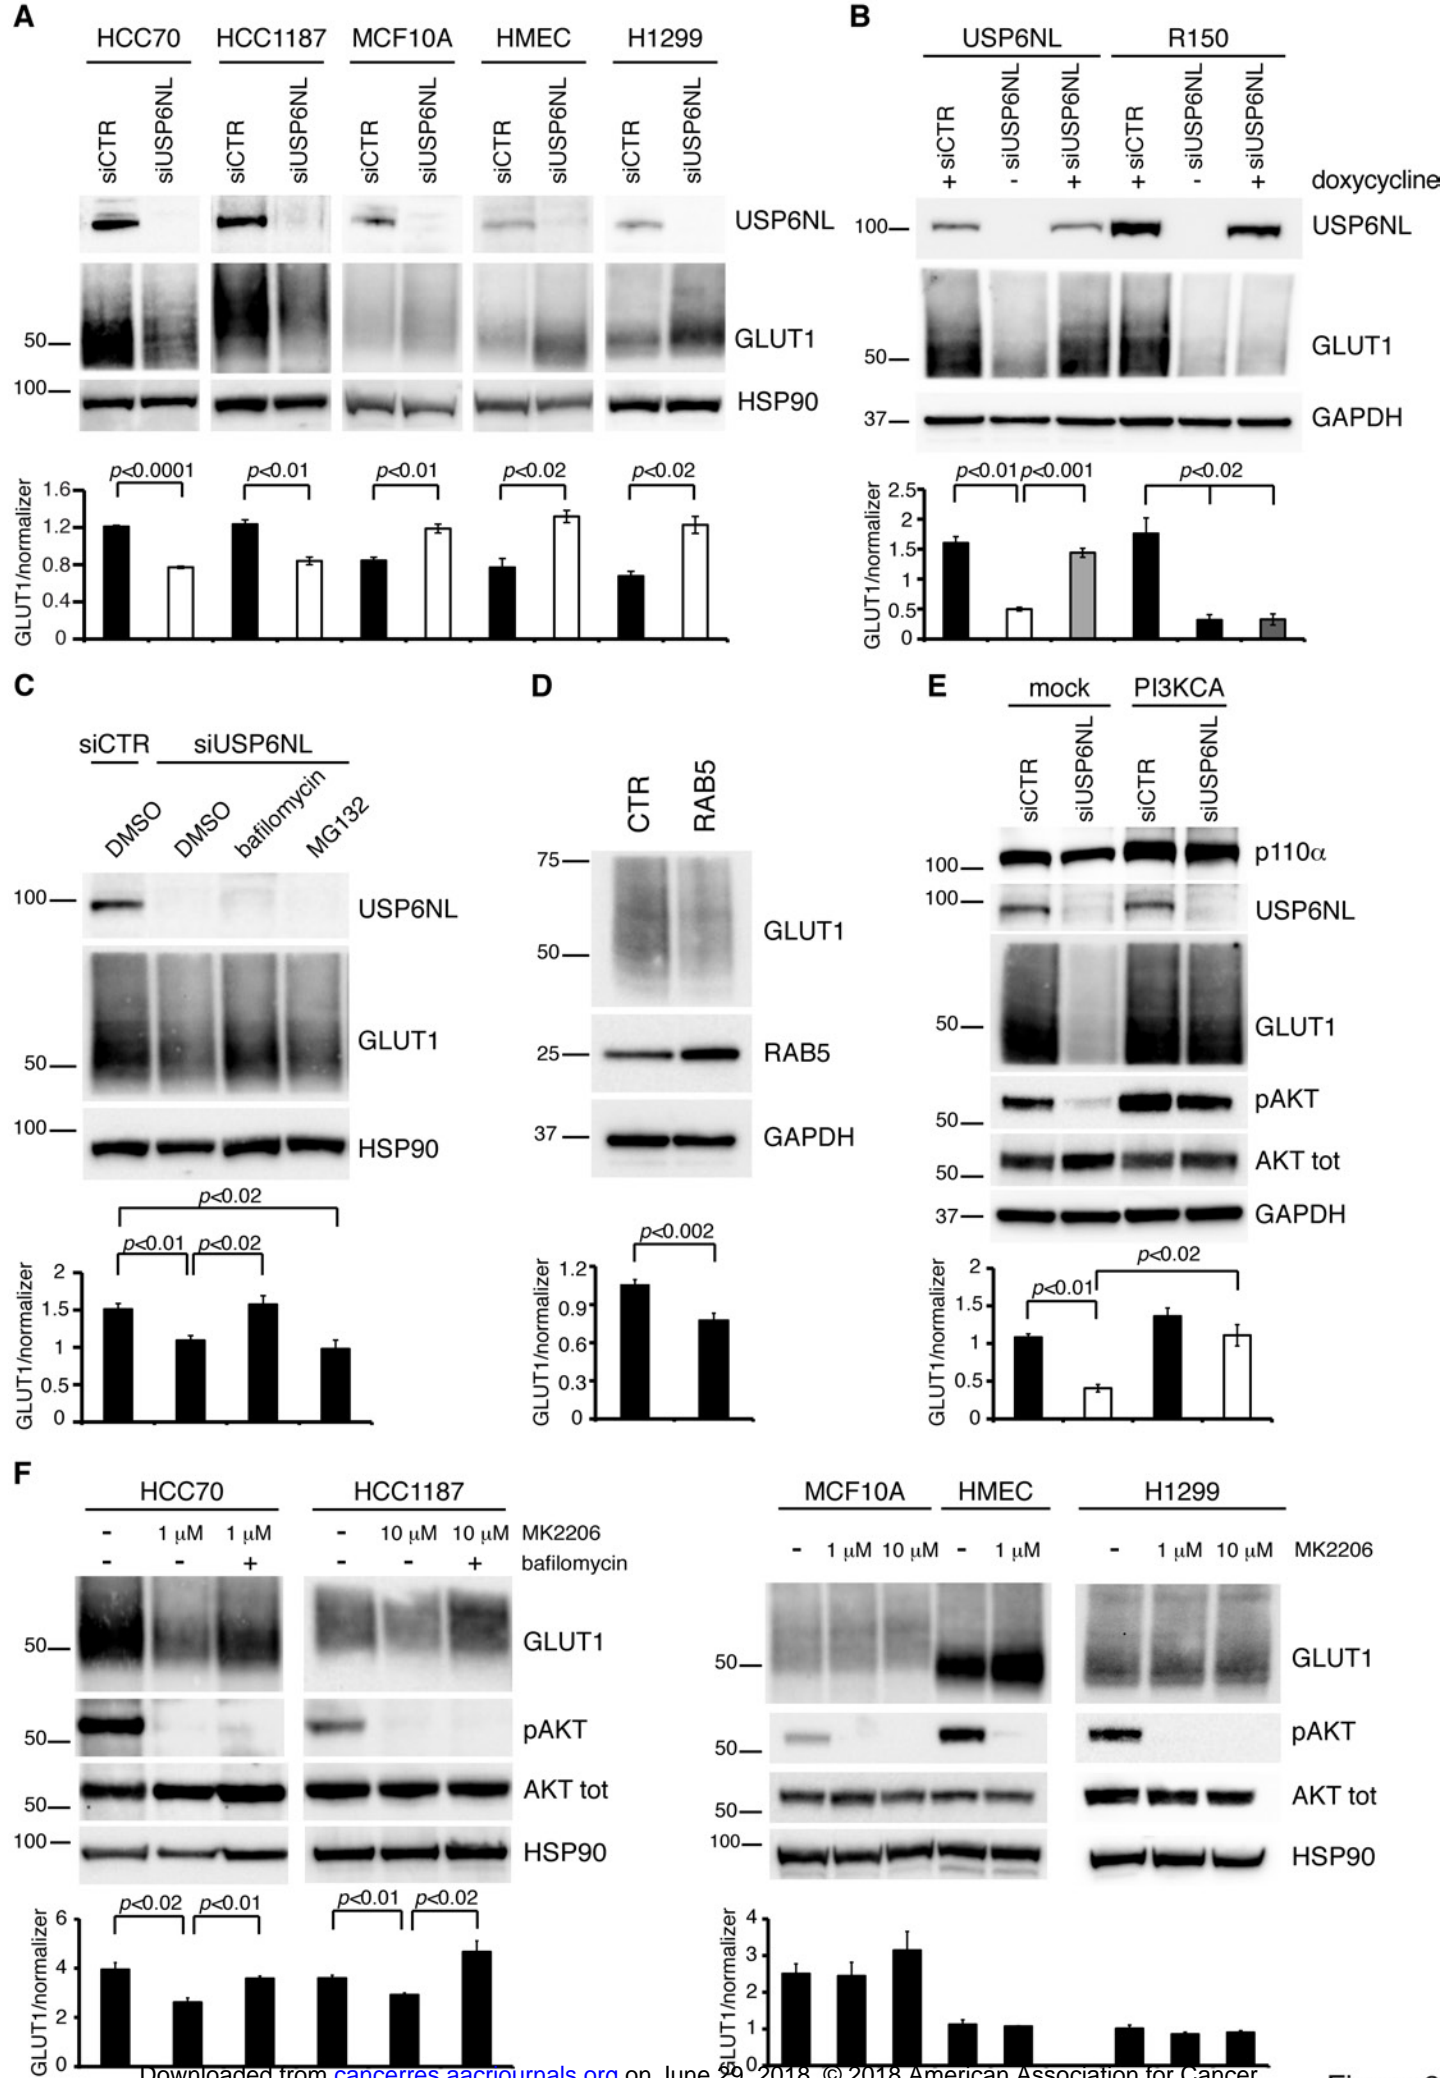 A
HCC70 HCC1187 MCF10A HMEC H1299
siCTR siUSP6NL siCTR siUSP6NL siCTR siUSP6NL siCTR siUSP6NL siCTR siUSP6NL
USP6NL
50 GLUT1
100 HSP90
p<0.0001 p<0.01 p<0.01 p<0.02 p<0.02
GLUT1/normalizer
1.6
1.2
0.8
0.4
0
B
USP6NL R150
siCTR siUSP6NL siUSP6NL siCTR siUSP6NL siUSP6NL
+ - + + - + doxycycline
100 USP6NL
50 GLUT1
37 GAPDH
p<0.01 p<0.001 p<0.02
GLUT1/normalizer
2.5
2
1.5
1
0.5
0
C
siCTR siUSP6NL
DMSO DMSO bafilomycin MG132
100 USP6NL
50 GLUT1
100 HSP90
p<0.02
p<0.01 p<0.02
GLUT1/normalizer
2
1.5
1
0.5
0
D
CTR RAB5
75
GLUT1
50
25 RAB5
37 GAPDH
p<0.002
GLUT1/normalizer
1.2
0.9
0.6
0.3
0
E
mock PI3KCA
siCTR siUSP6NL siCTR siUSP6NL
100 p110α
100 USP6NL
50 GLUT1
50 pAKT
50 AKT tot
37 GAPDH
p<0.02
p<0.01
GLUT1/normalizer
2
1.5
1
0.5
0
F
HCC70 HCC1187
- 1 μM 1 μM - 10 μM 10 μM MK2206
- - + - - + bafilomycin
50 GLUT1
50 pAKT
50 AKT tot
100 HSP90
p<0.02 p<0.01 p<0.01 p<0.02
GLUT1/normalizer
6
4
2
0
MCF10A HMEC H1299
- 1 μM 10 μM - 1 μM - 1 μM 10 μM MK2206
50 GLUT1
50 pAKT
50 AKT tot
100 HSP90
GLUT1/normalizer
4
3
2
1
0
Downloaded from cancerres.aacrjournals.org on June 29, 2018. © 2018 American Association for Cancer